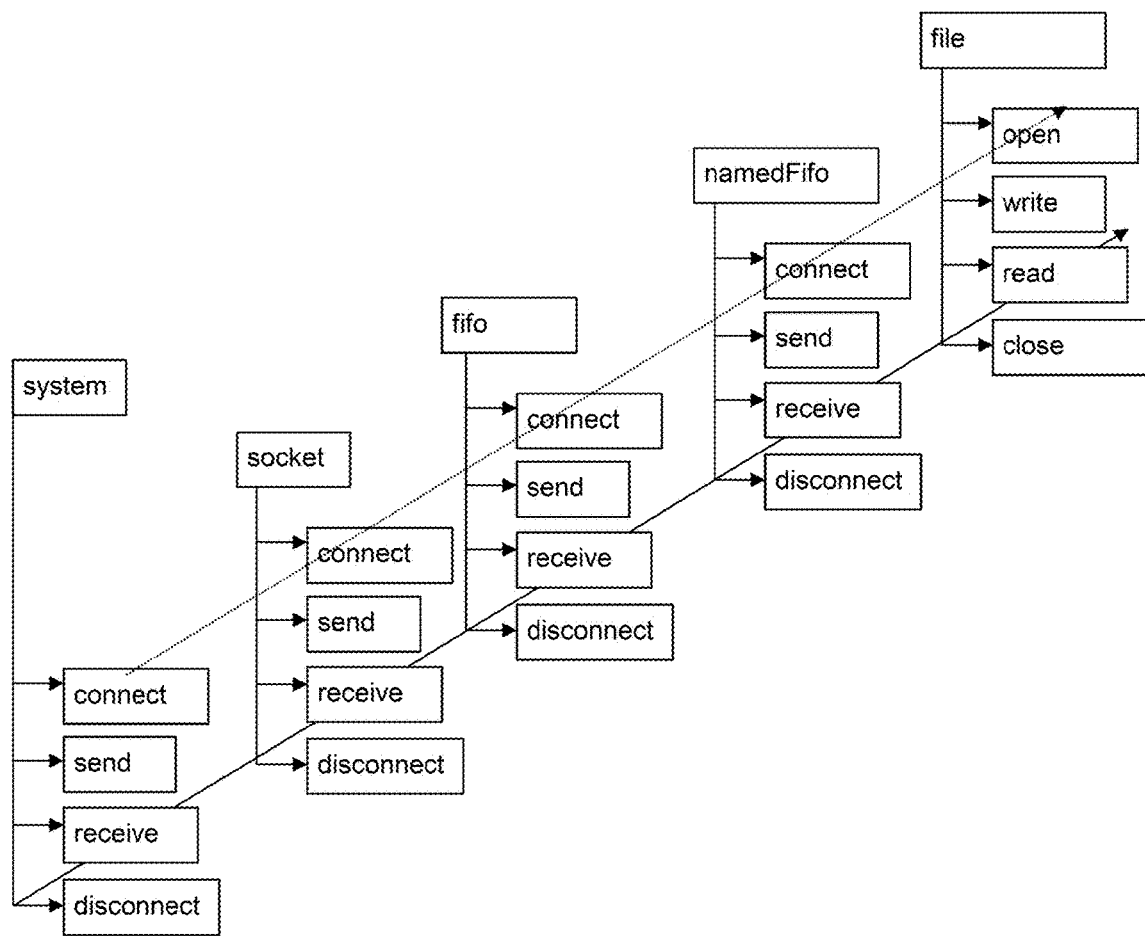 file
open
write
read
close
namedFifo
connect
send
receive
disconnect
fifo
connect
send
receive
disconnect
system
connect
send
receive
disconnect
socket
connect
send
receive
disconnect